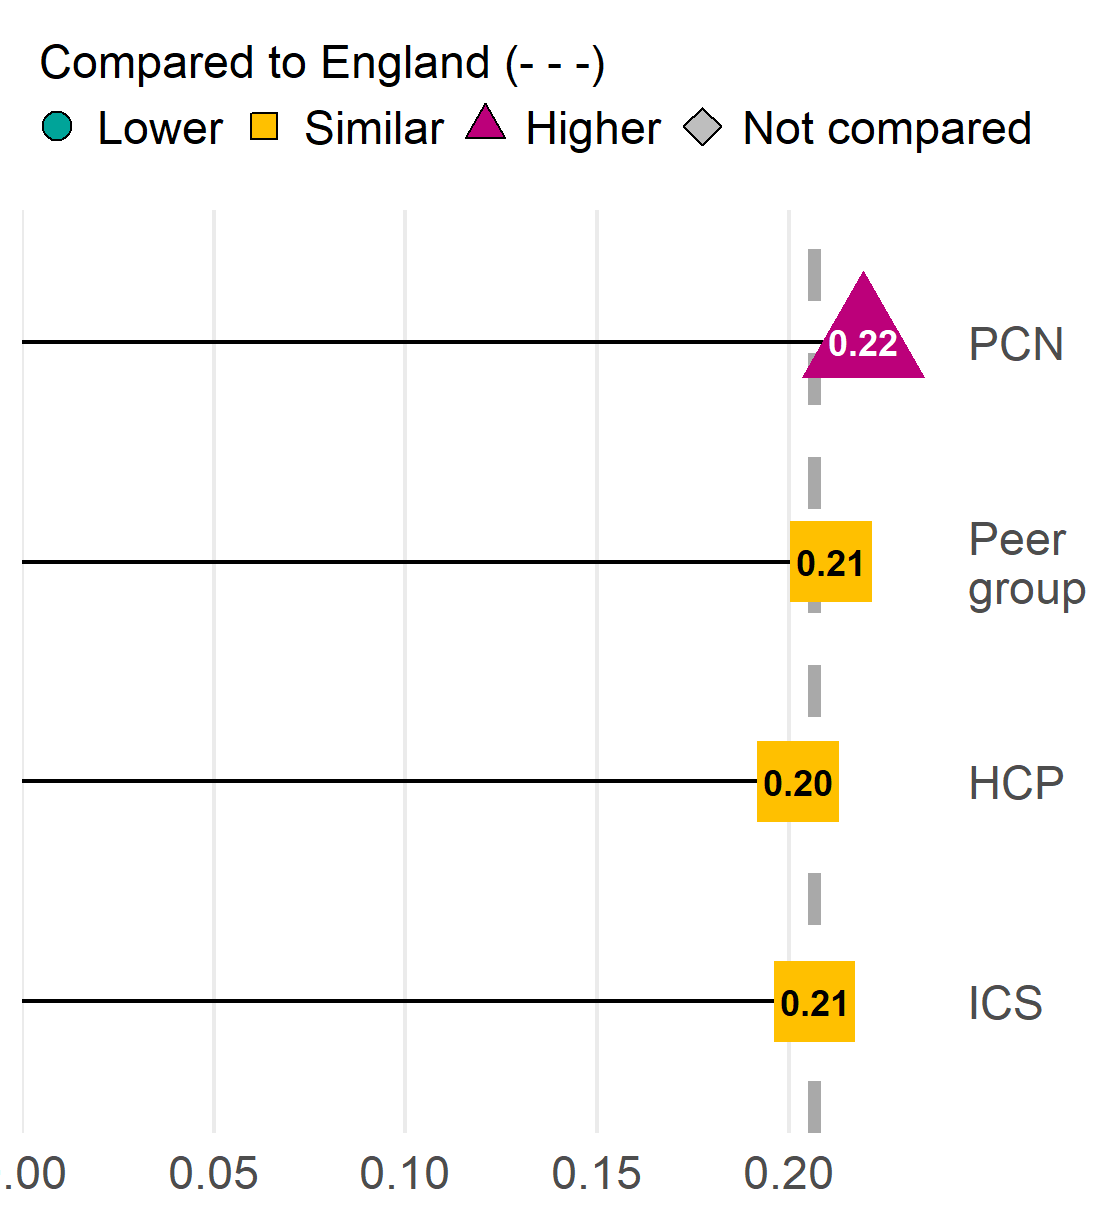 Compared to England (- - -)
Lower Similar Higher Not compared
0.22 PCN
Peer
0.21
group
0.20 HCP
0.21 ICS
.00 0.05 0.10 0.15 0.20